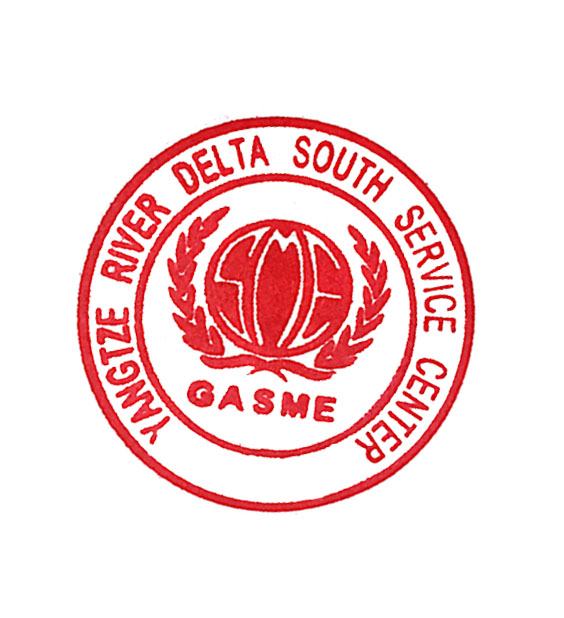 YANGTZE RIVER DELTA SOUTH SERVICE CENTER
SME
GASME